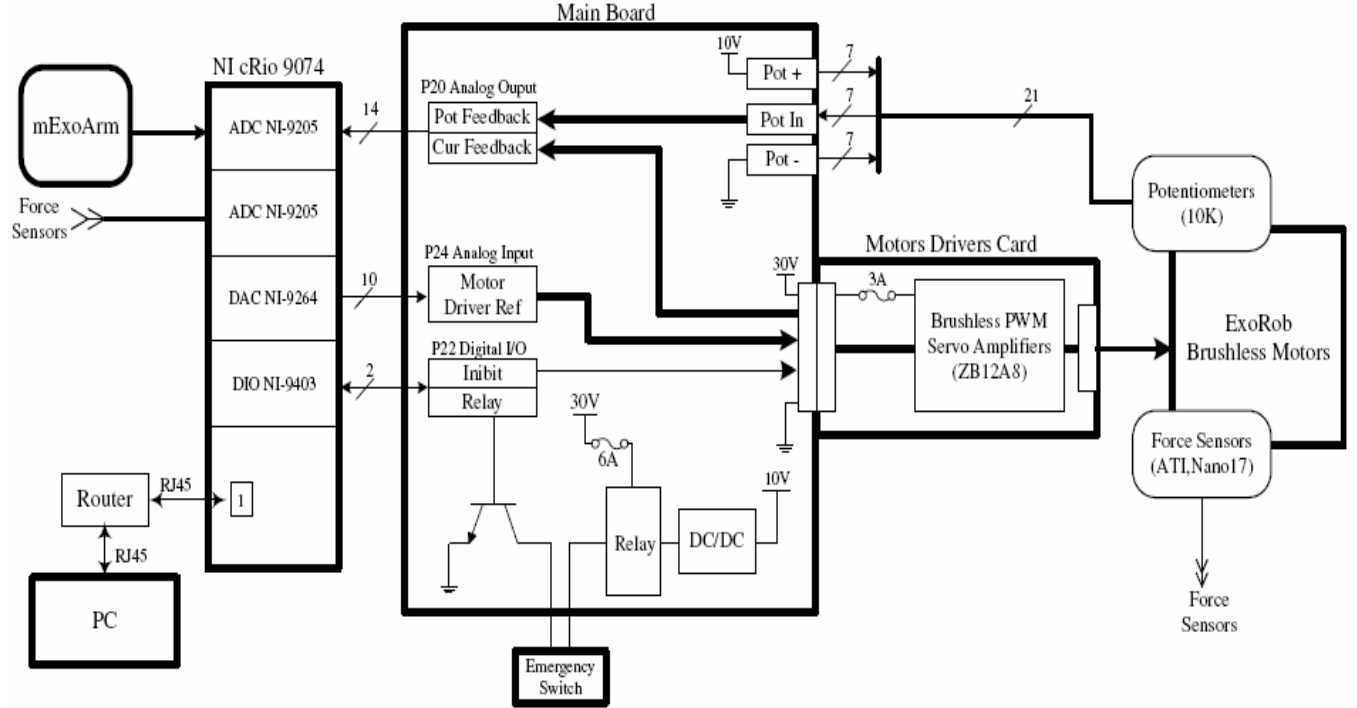 Main Board
NI cRio 9074
mExoArm
ADC NI-9205
14
P20 Analog Ouput
Pot Feedback
Cur Feedback
10V
Pot +
7
Pot In
7
Pot -
7
21
Force
Sensors
ADC NI-9205
Potentiometers
(10K)
DAC NI-9264
10
P24 Analog Input
Motor
Driver Ref
30V
Motors Drivers Card
3A
Brushless PWM
Servo Amplifiers
(ZB12A8)
ExoRob
Brushless Motors
DIO NI-9403
2
P22 Digital I/O
Inibit
Relay
30V
6A
Relay
DC/DC
10V
Force Sensors
(ATI,Nano17)
Force
Sensors
Router
RJ45
1
RJ45
PC
Emergency
Switch